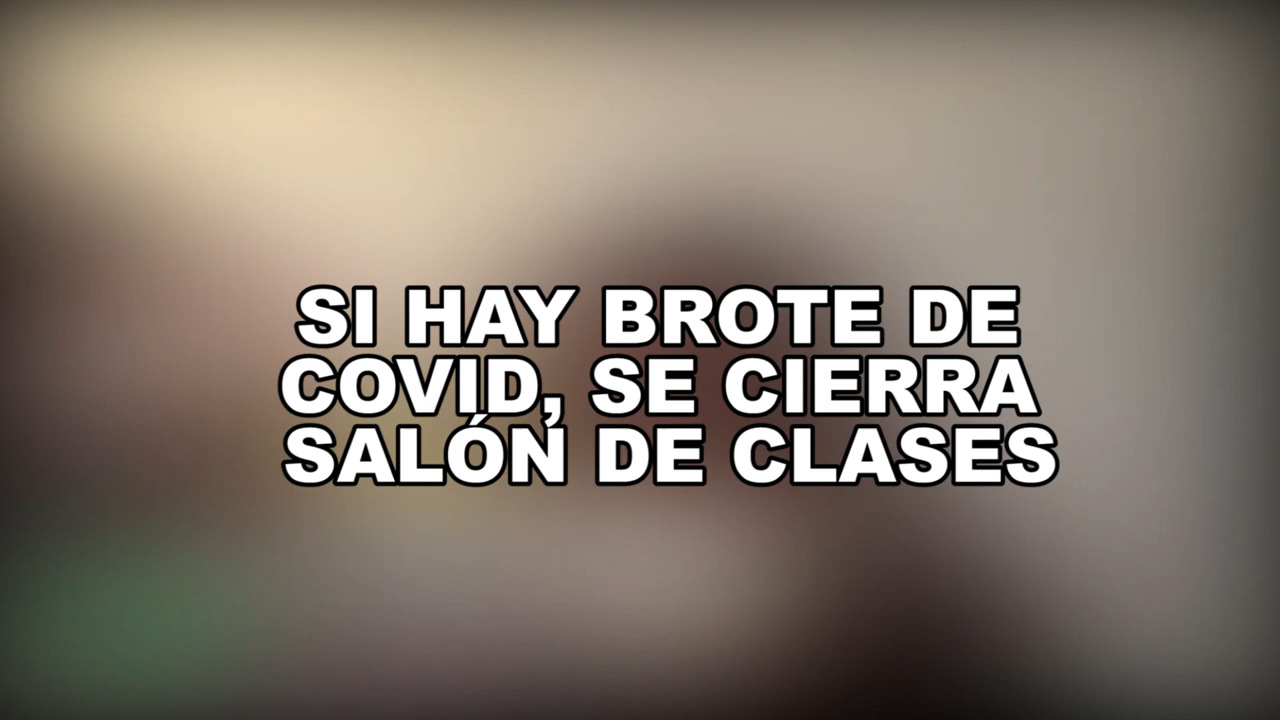 SI HAY BROTE DE
COVID, SE CIERRA
SALÓN DE CLASES